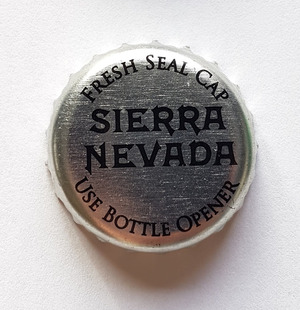 FRESH SEAL CAP
SIERRA
NEVADA
USE BOTTLE OPENER